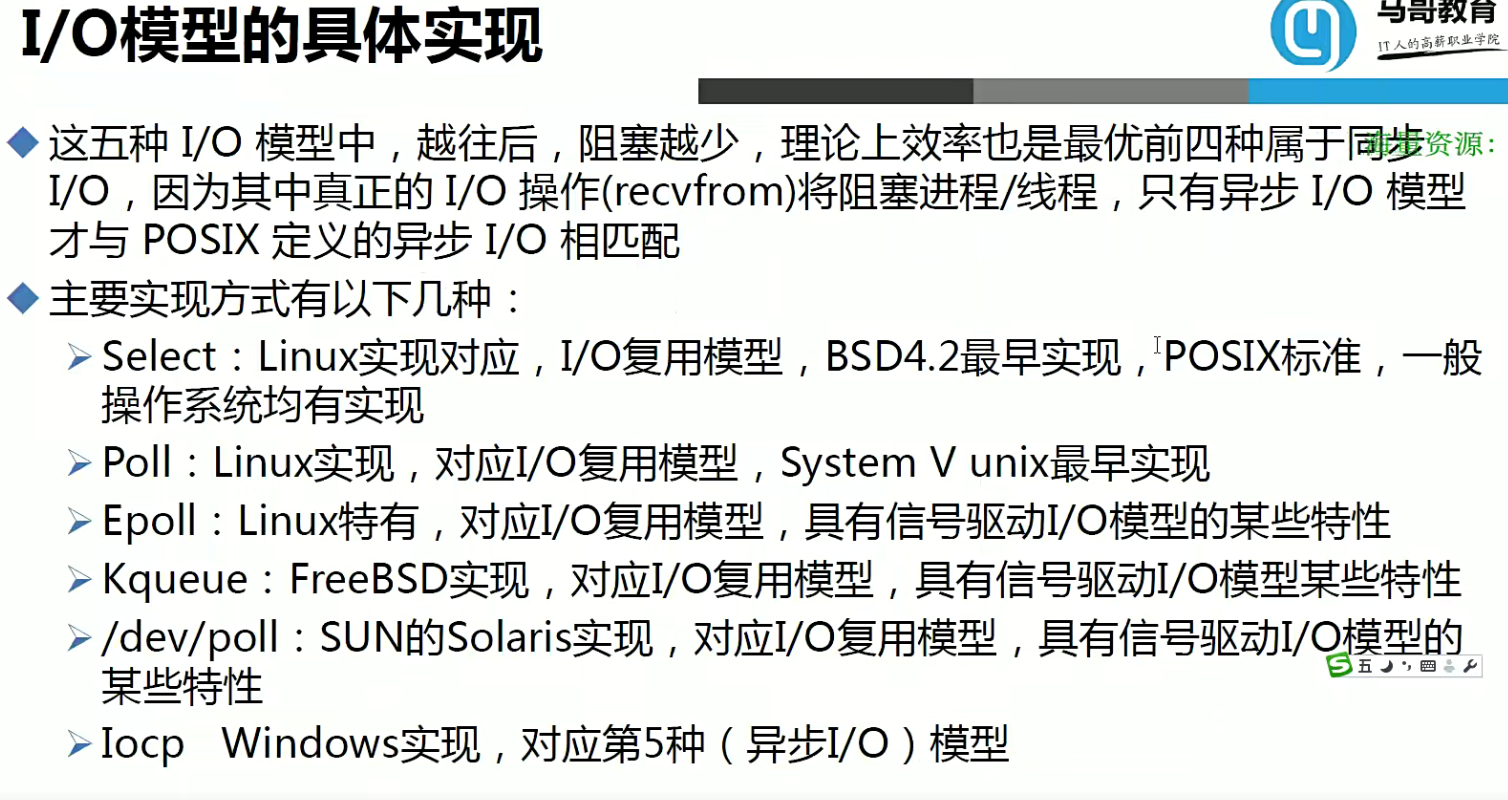 I/O模型的具体实现
马哥教育
IT人的高薪职业学院
这五种 I/O 模型中，越往后，阻塞越少，理论上效率也是最优前四种属于同步
海量资源：
I/O，因为其中真正的 I/O 操作(recvfrom)将阻塞进程/线程，只有异步 I/O 模型
才与 POSIX 定义的异步 I/O 相匹配
主要实现方式有以下几种：
Select：Linux实现对应，I/O复用模型，BSD4.2最早实现，POSIX标准，一般
操作系统均有实现
Poll：Linux实现，对应I/O复用模型，System V unix最早实现
Epoll：Linux特有，对应I/O复用模型，具有信号驱动I/O模型的某些特性
Kqueue：FreeBSD实现，对应I/O复用模型，具有信号驱动I/O模型某些特性
/dev/poll：SUN的Solaris实现，对应I/O复用模型，具有信号驱动I/O模型的
某些特性
五
Iocp Windows实现，对应第5种（异步I/O）模型